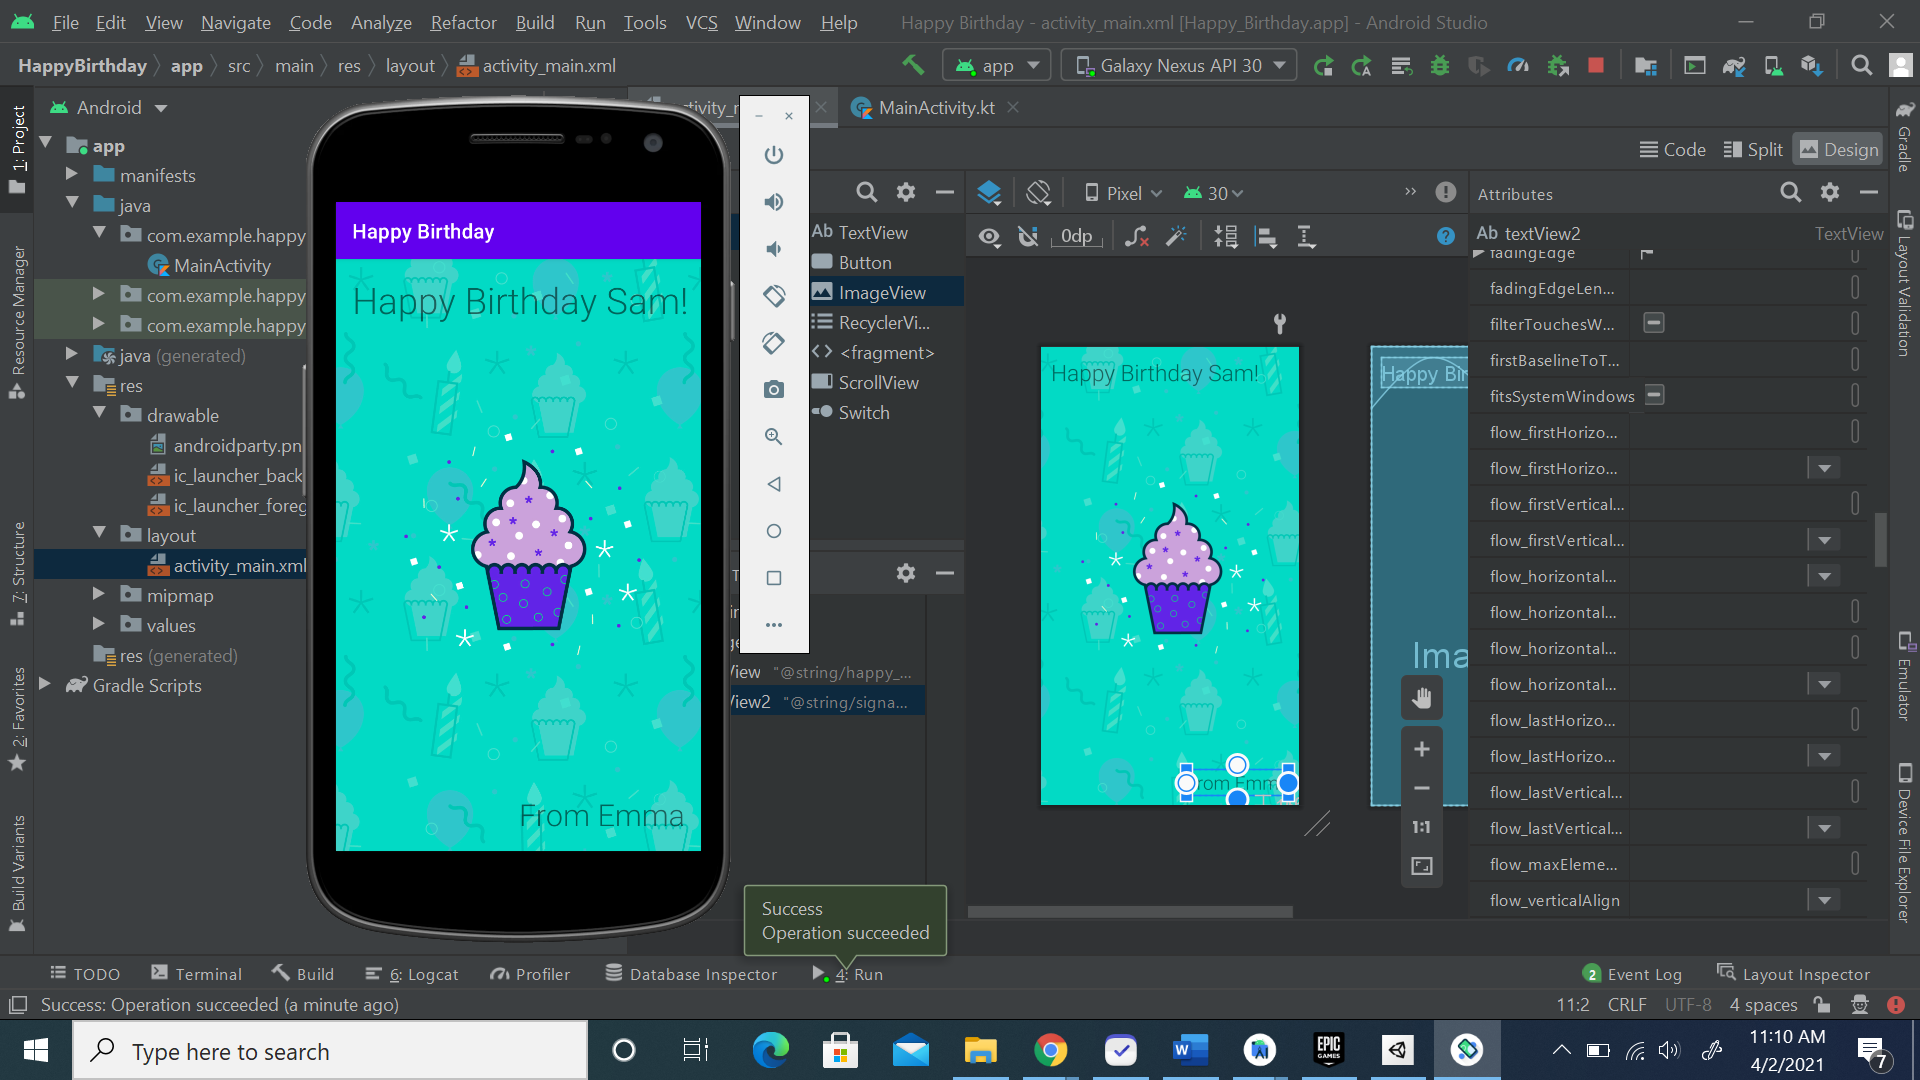 File Edit View Navigate Code Analyze Refactor Build Run Tools VCS Window Help Happy Birthday - activity_main.xml [Happy_Birthday.app] - Android Studio
HappyBirthday app src main res layout activity_main.xml app Galaxy Nexus API 30
Android
MainActivity.kt
Code Split Design
1: Project
Resource Manager
7: Structure
2: Favorites
Build Variants
app
manifests
java
com.example.happy
MainActivity
com.example.happy
com.example.happy
java (generated)
res
drawable
androidparty.pn
ic_launcher_back
ic_launcher_foreg
layout
activity_main.xml
mipmap
values
res (generated)
Gradle Scripts
Happy Birthday
Happy Birthday Sam!
From Emma
Ab TextView
Button
ImageView
RecyclerVi...
<fragment>
ScrollView
Switch
View "@string/happy_...
View2 "@string/signa...
Pixel 30
0dp
Happy Birthday Sam!
From Emm
Happy Bir
Ima
1:1
Attributes
Ab textView2 TextView
fadingEdge
fadingEdgeLen...
filterTouchesW...
firstBaselineToT...
fitsSystemWindows
flow_firstHorizo...
flow_firstHorizo...
flow_firstVertical...
flow_firstVertical...
flow_horizontal...
flow_horizontal...
flow_horizontal...
flow_horizontal...
flow_lastHorizo...
flow_lastHorizo...
flow_lastVertical...
flow_lastVertical...
flow_maxEleme...
flow_verticalAlign
Gradle
Layout Validation
Emulator
Device File Explorer
Success
Operation succeeded
TODO Terminal Build 6: Logcat Profiler Database Inspector 4: Run 2 Event Log Layout Inspector
Success: Operation succeeded (a minute ago) 11:2 CRLF UTF-8 4 spaces
Type here to search
EPIC GAMES
11:10 AM
4/2/2021
7